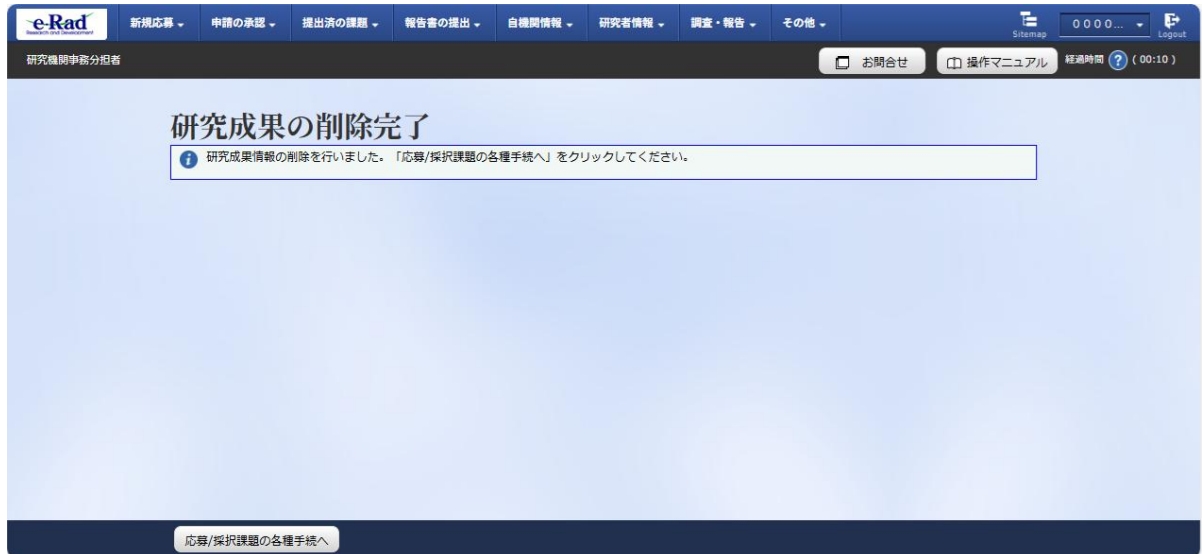 e-Rad
Research and Development
新規応募
申請の承認
提出済の課題
報告書の提出
自機関情報
研究者情報
調査・報告
その他
Sitemap
0000...
Logout
研究機関事務分担者
お問合せ
操作マニュアル
経過時間 ? ( 00:10 )
研究成果の削除完了
研究成果情報の削除を行いました。「応募/採択課題の各種手続へ」をクリックしてください。
応募/採択課題の各種手続へ